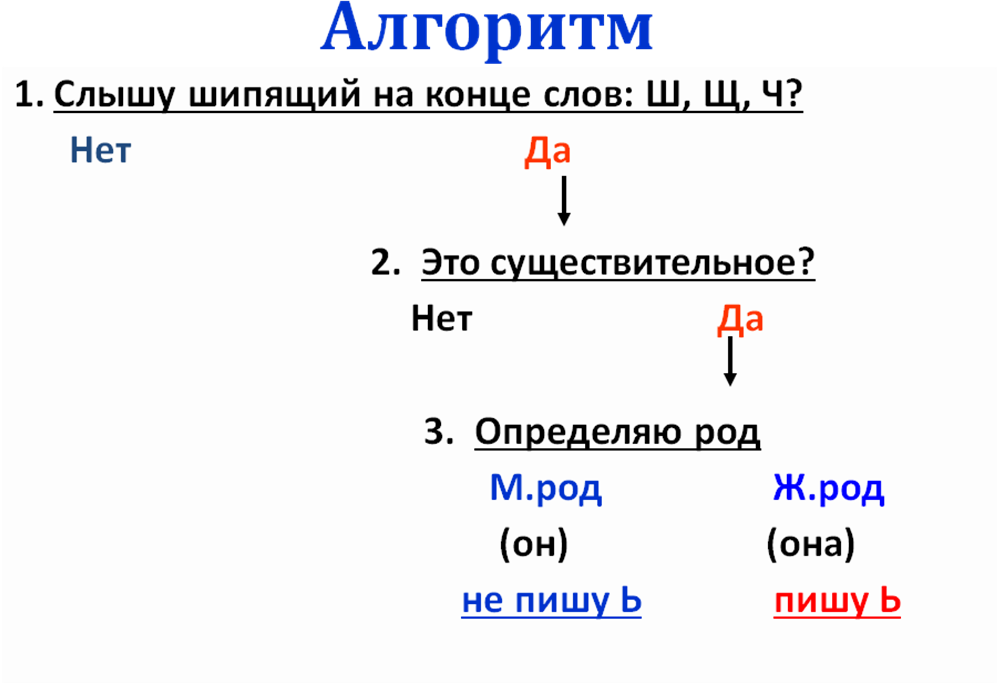 Алгоритм
1. Слышу шипящий на конце слов: Ш, Щ, Ч?
Нет Да
2. Это существительное?
Нет Да
3. Определяю род
М.род Ж.род
(он) (она)
не пишу Ь пишу Ь